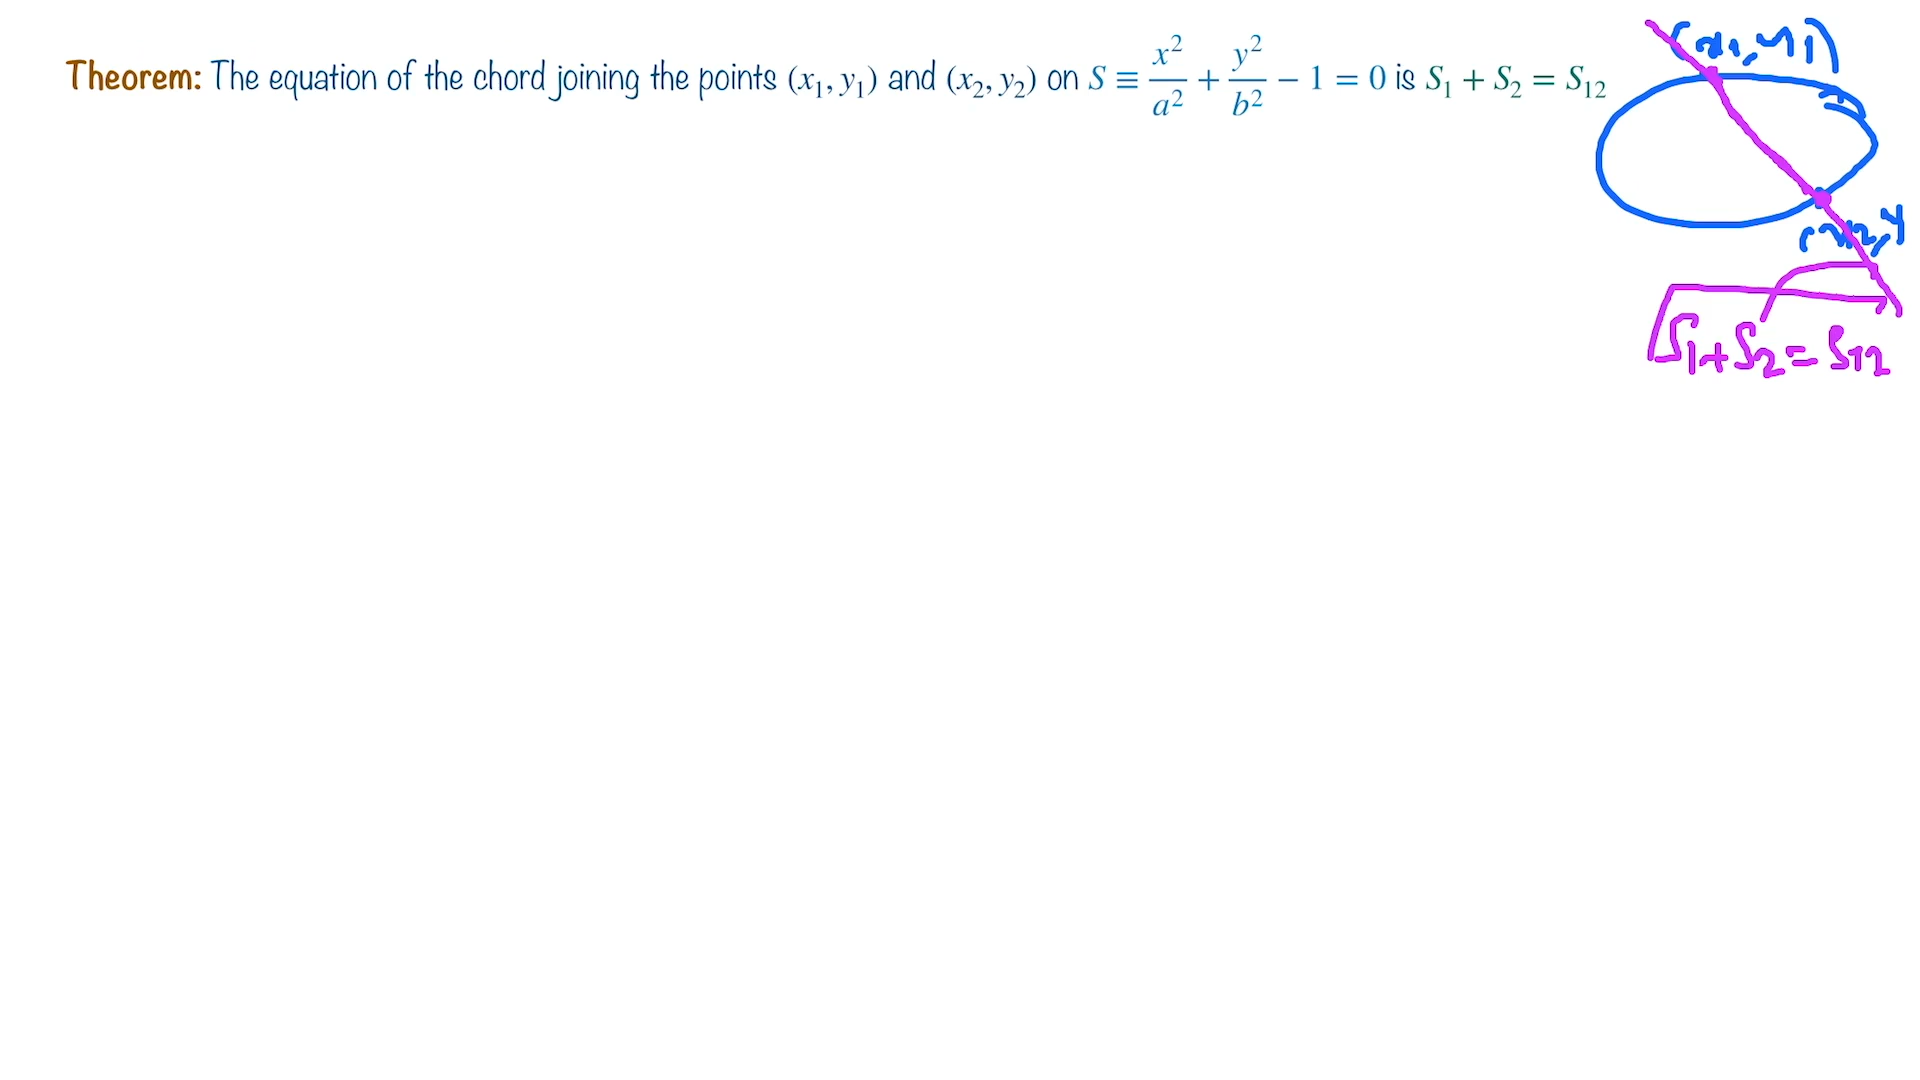 Theorem: The equation of the chord joining the points (x₁, y₁) and (x₂, y₂) on S ≡ x²/a² + y²/b² − 1 = 0 is S₁ + S₂ = S₁₂
(x₁, y₁)
(x₂, y
S₁ + S₂ = S₁₂